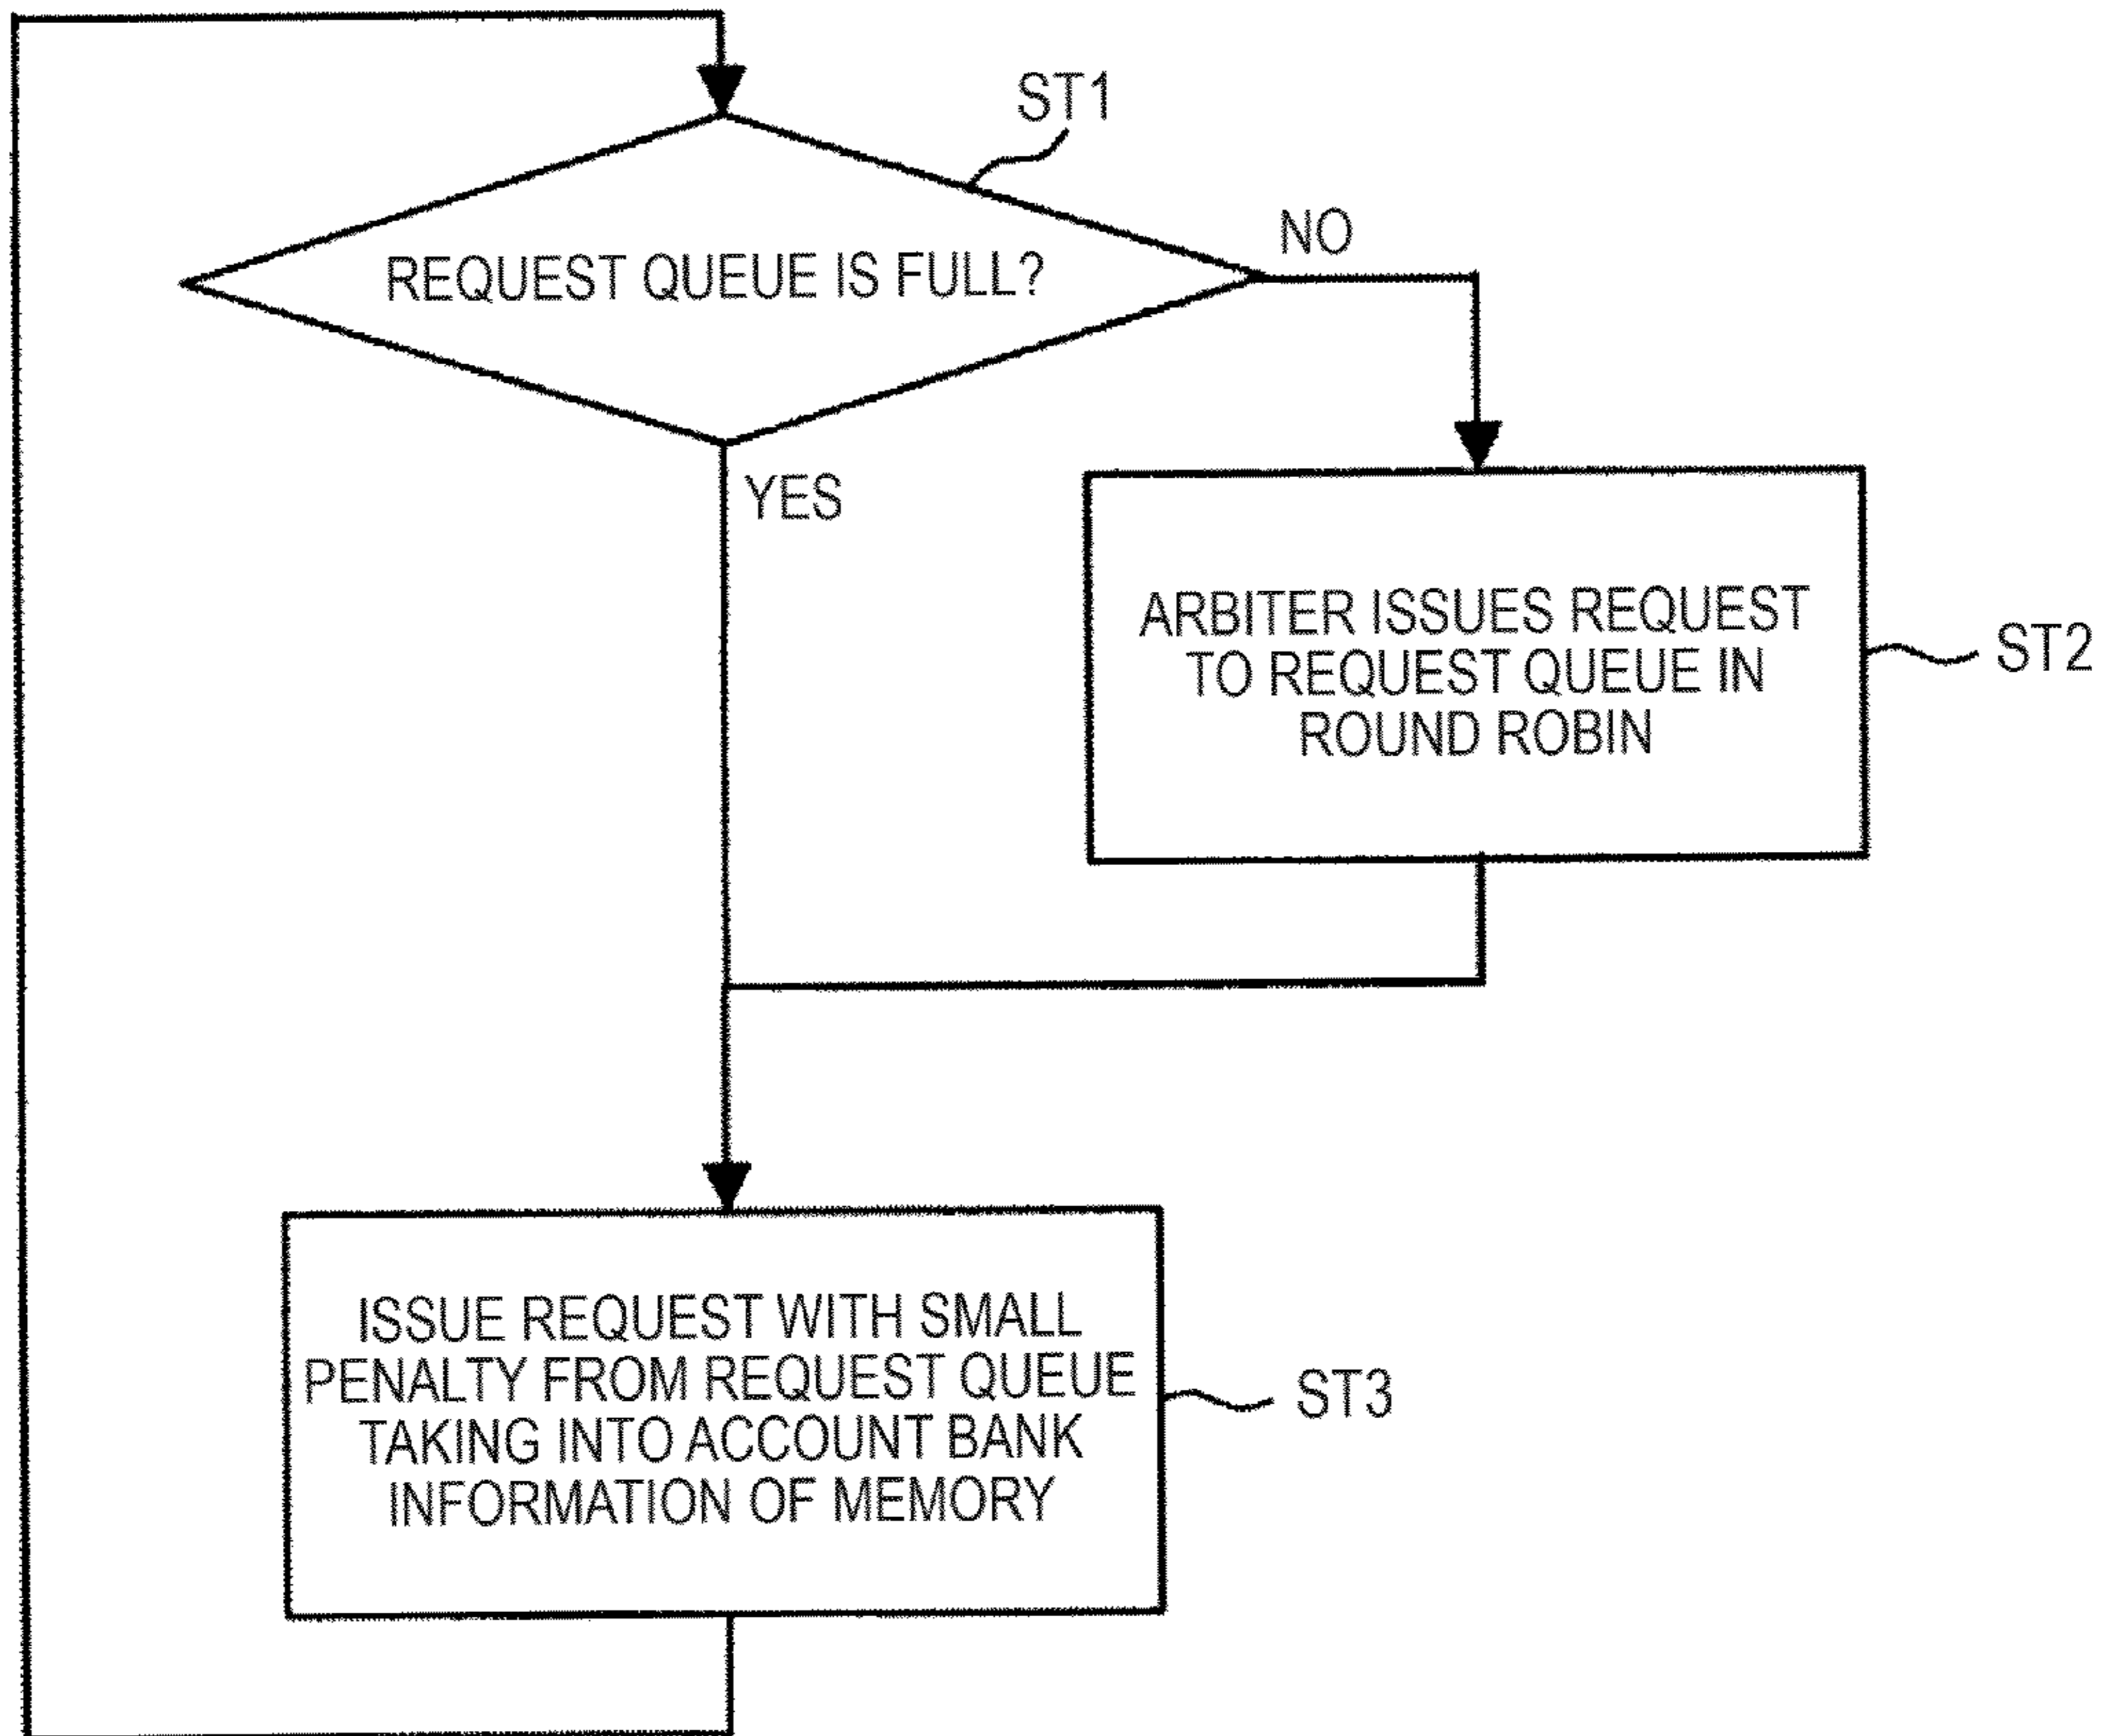 ST1
REQUEST QUEUE IS FULL?
NO
YES
ARBITER ISSUES REQUEST
TO REQUEST QUEUE IN
ROUND ROBIN
ST2
ISSUE REQUEST WITH SMALL
PENALTY FROM REQUEST QUEUE
TAKING INTO ACCOUNT BANK
INFORMATION OF MEMORY
ST3